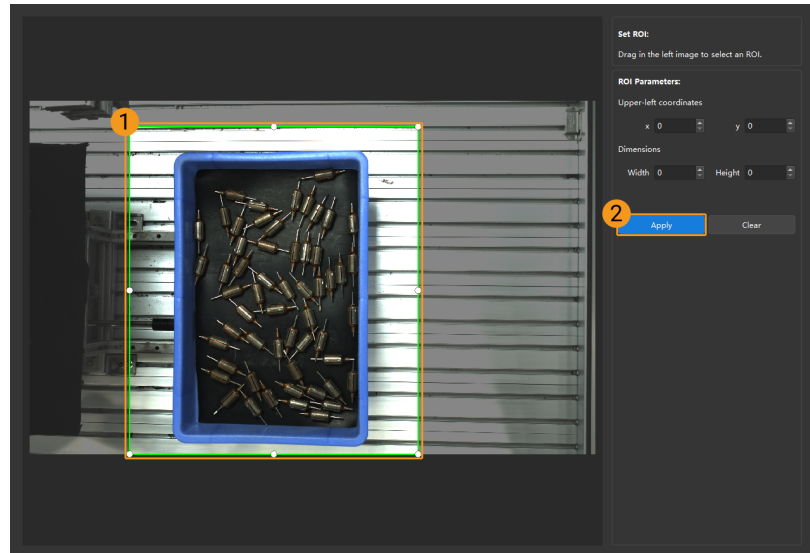 1
Set ROI:
Drag in the left image to select an ROI.
ROI Parameters:
Upper-left coordinates
x 0 y 0
Dimensions
Width 0 Height 0
2
Apply Clear